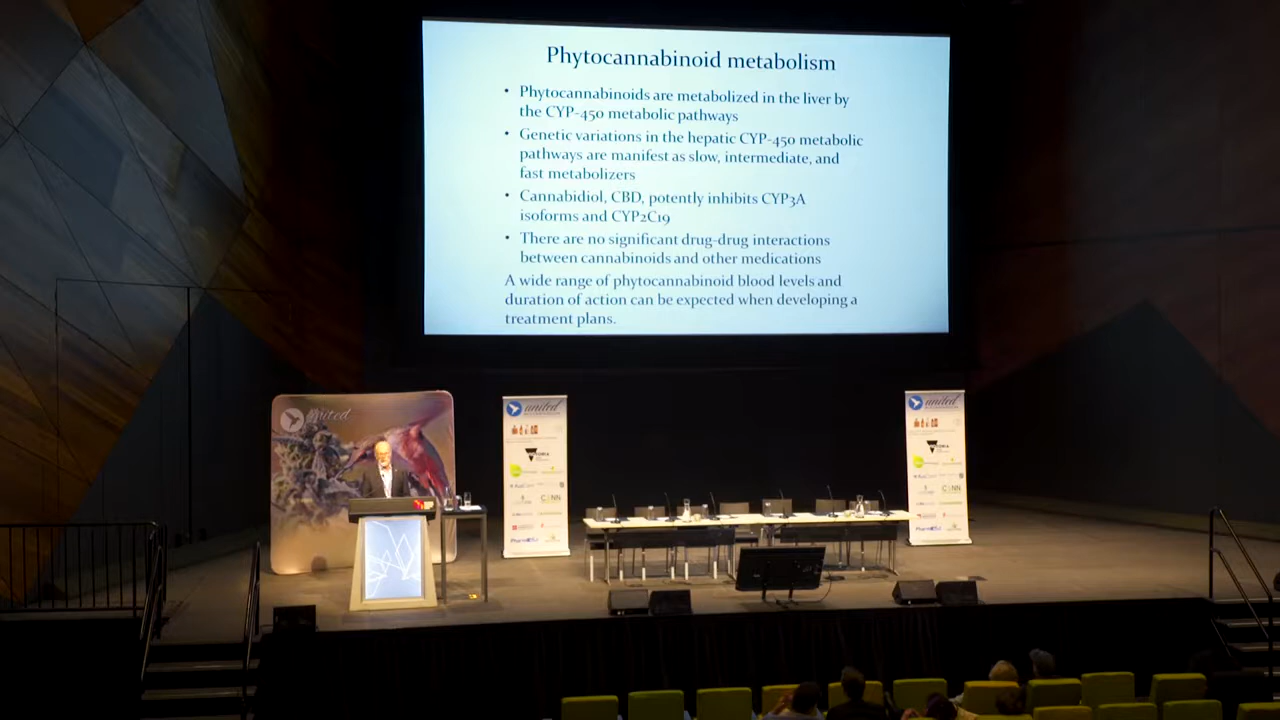 Phytocannabinoid metabolism
• Phytocannabinoids are metabolized in the liver by
the CYP-450 metabolic pathways
• Genetic variations in the hepatic CYP-450 metabolic
pathways are manifest as slow, intermediate, and
fast metabolizers
• Cannabidiol, CBD, potently inhibits CYP3A
isoforms and CYP2C19
• There are no significant drug-drug interactions
between cannabinoids and other medications
A wide range of phytocannabinoid blood levels and
duration of action can be expected when developing a
treatment plans.
united
united
united